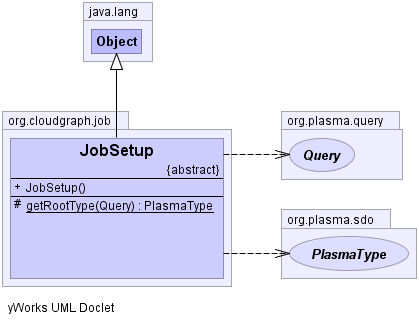 java.lang
Object
org.cloudgraph.job
JobSetup
{abstract}
+ JobSetup()
# getRootType(Query) : PlasmaType
org.plasma.query
Query
org.plasma.sdo
PlasmaType
yWorks UML Doclet